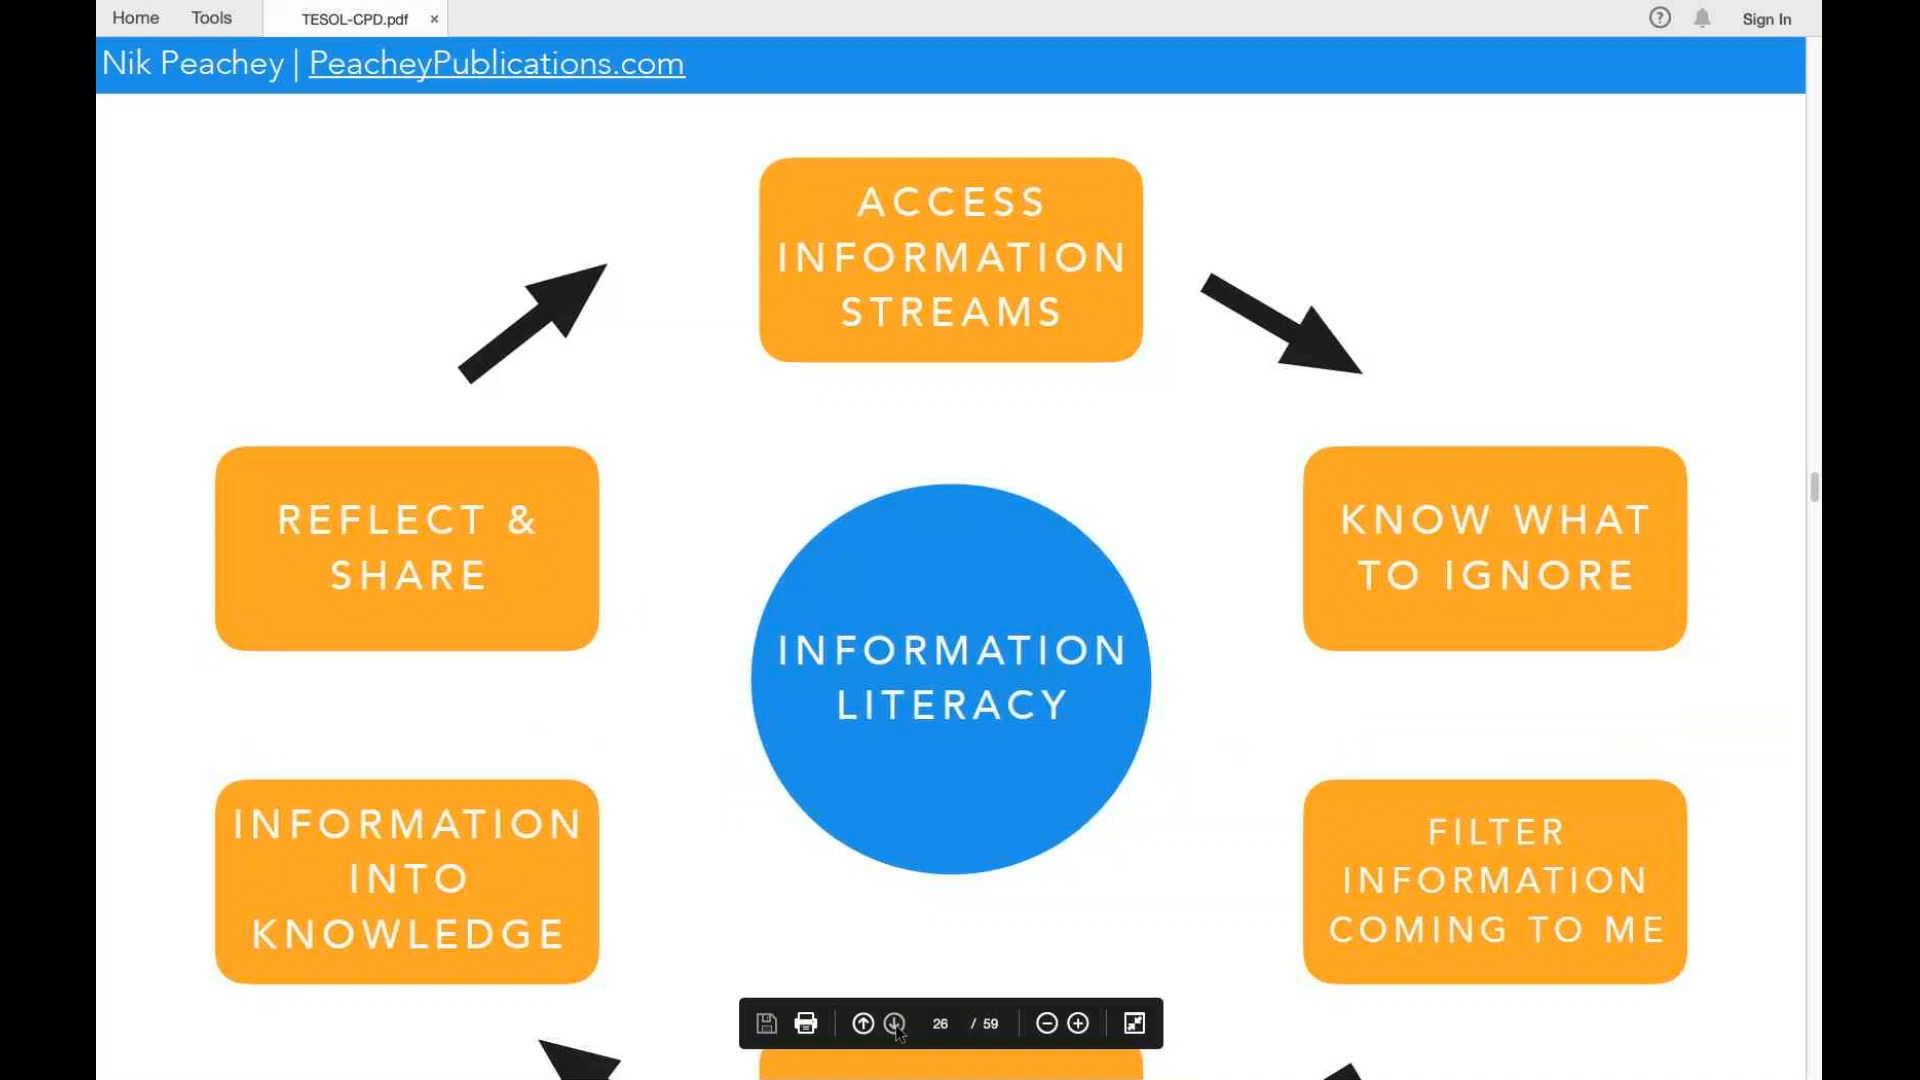 Home Tools TESOL-CPD.pdf × ? Sign In
Nik Peachey | PeacheyPublications.com
ACCESS
INFORMATION
STREAMS
REFLECT &
SHARE
KNOW WHAT
TO IGNORE
INFORMATION
LITERACY
INFORMATION
INTO
KNOWLEDGE
FILTER
INFORMATION
COMING TO ME
26 / 59